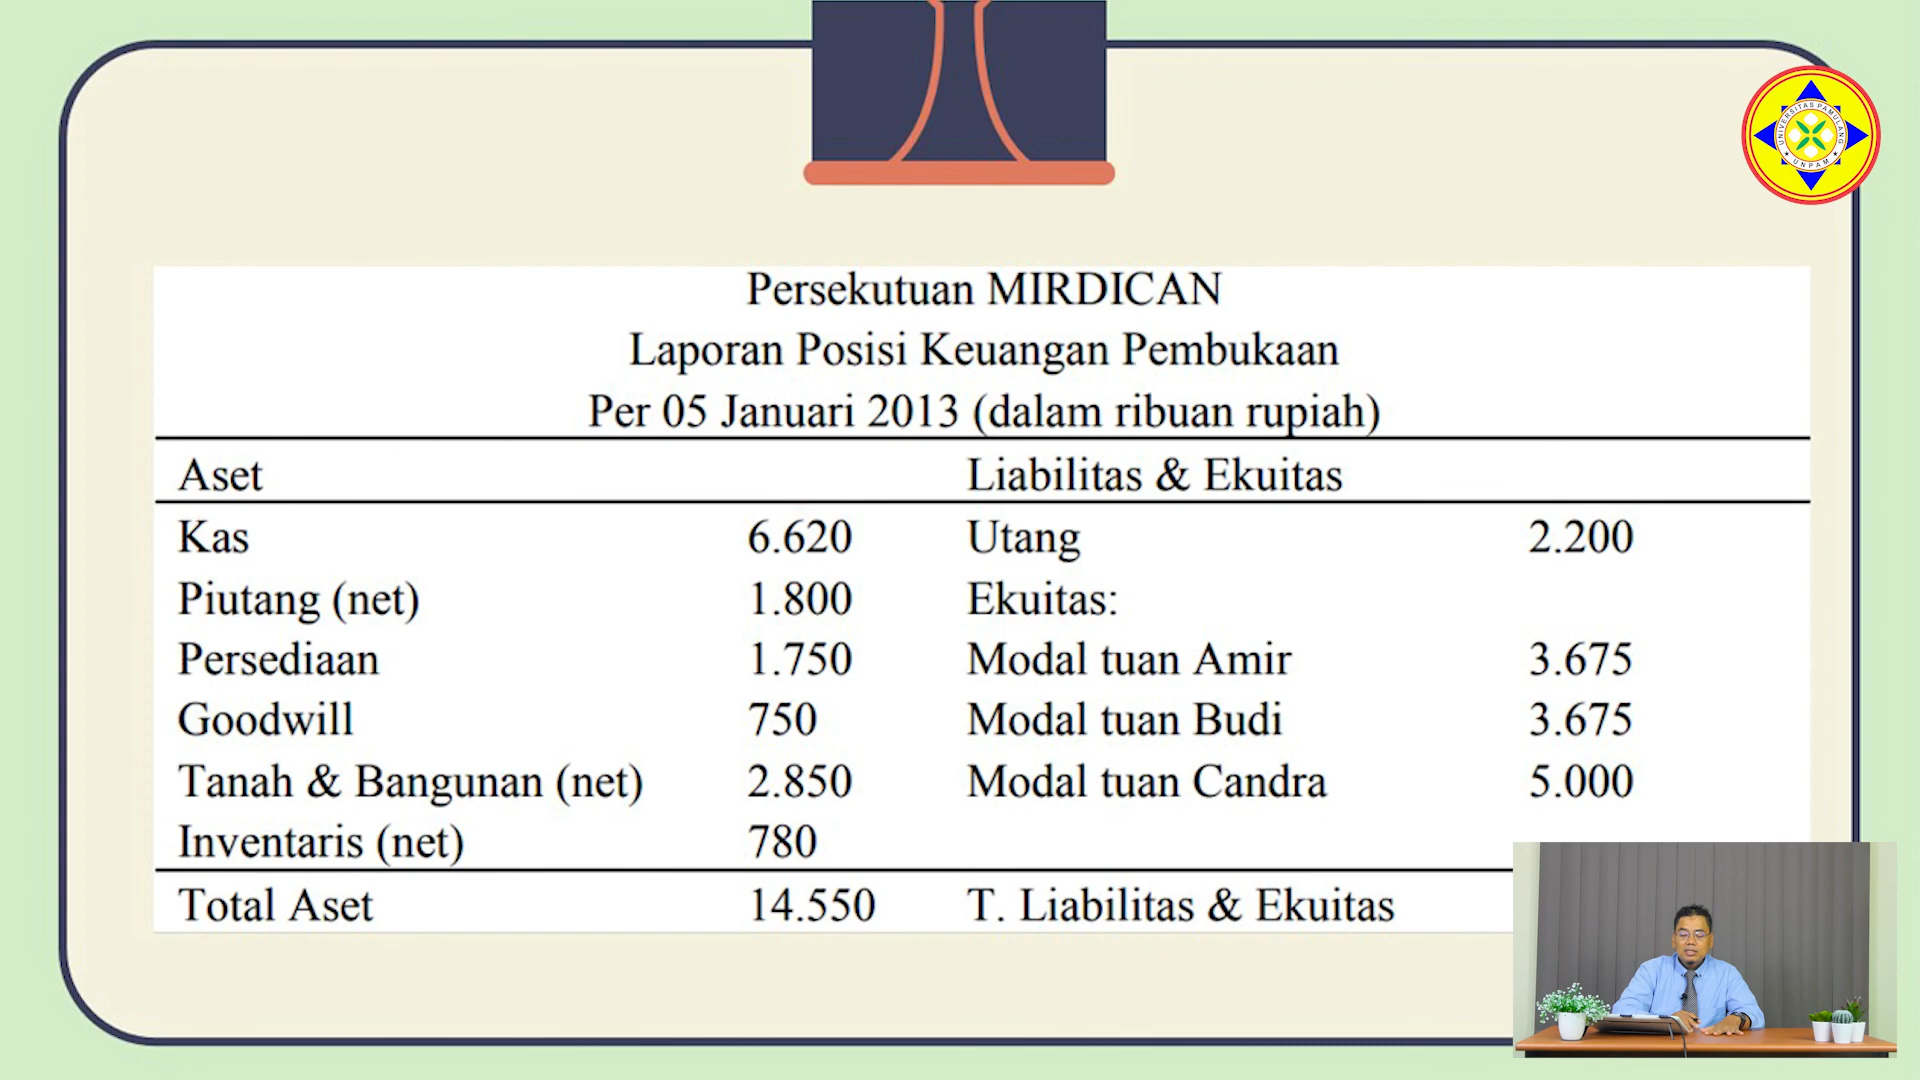 Persekutuan MIRDICAN
Laporan Posisi Keuangan Pembukaan
Per 05 Januari 2013 (dalam ribuan rupiah)
Aset Liabilitas & Ekuitas
Kas 6.620 Utang 2.200
Piutang (net) 1.800 Ekuitas:
Persediaan 1.750 Modal tuan Amir 3.675
Goodwill 750 Modal tuan Budi 3.675
Tanah & Bangunan (net) 2.850 Modal tuan Candra 5.000
Inventaris (net) 780
Total Aset 14.550 T. Liabilitas & Ekuitas
UNIVERSITAS PAMULANG
UNPAM